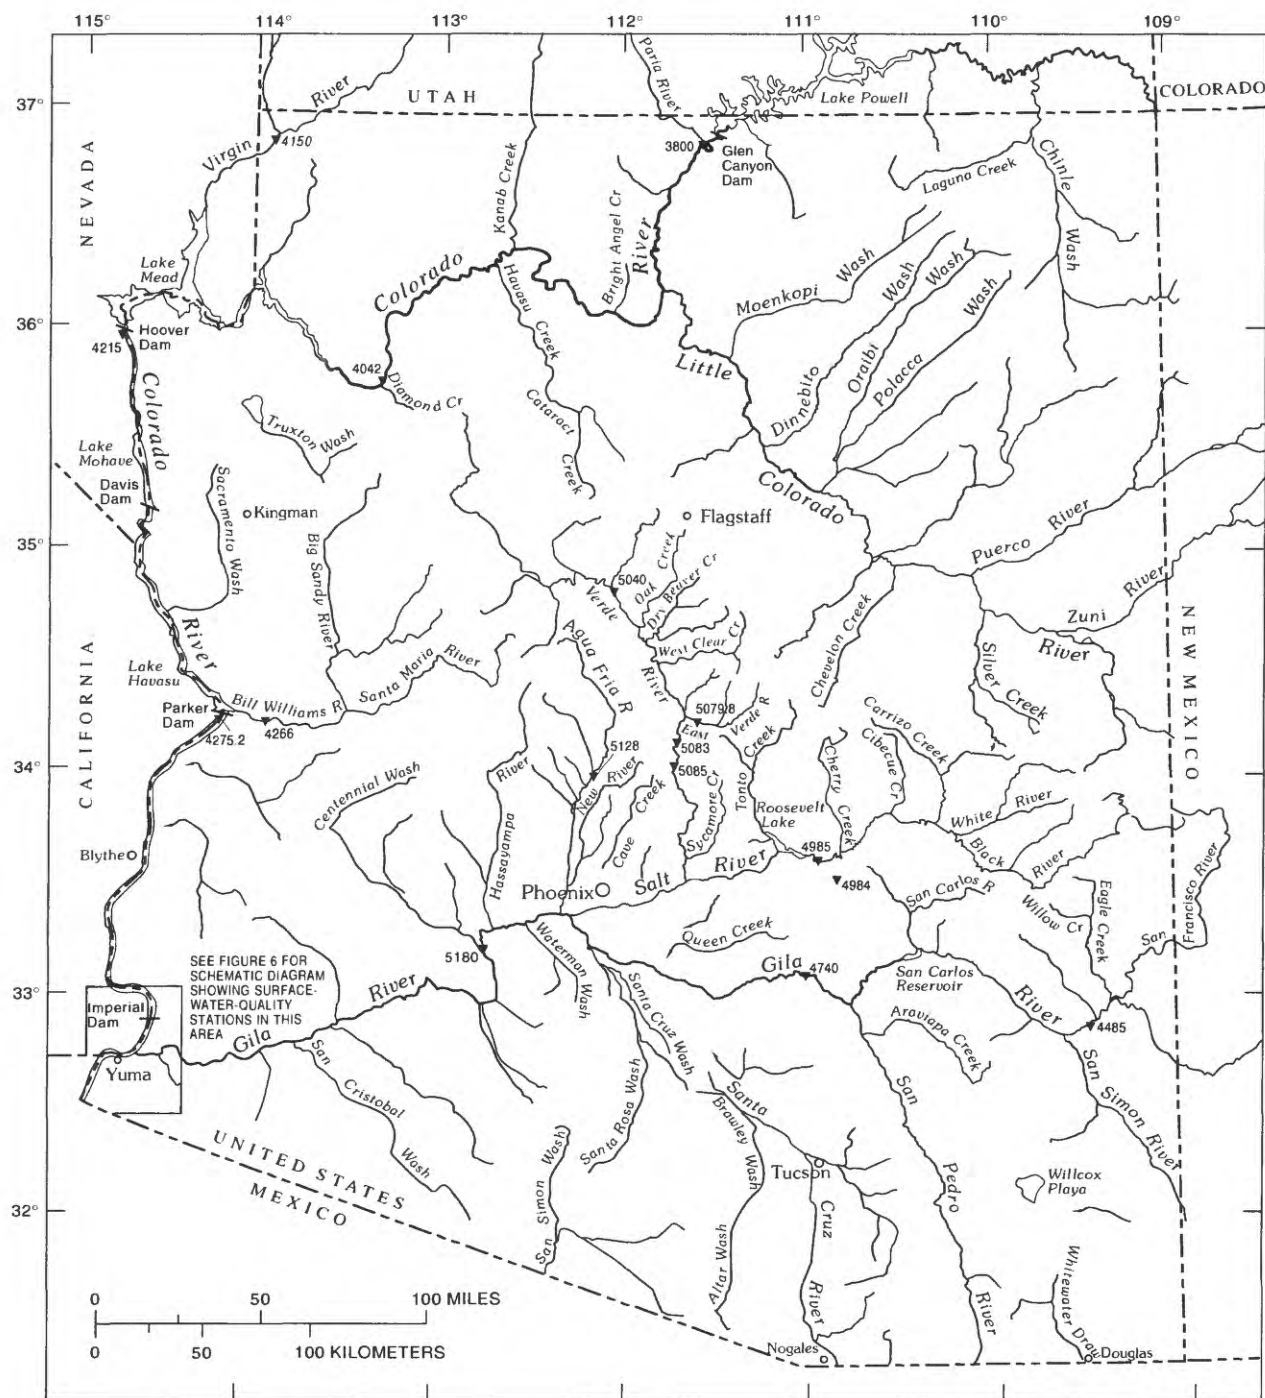 115° 114° 113° 112° 111° 110° 109°
37°
36°
35°
34°
33°
32°
UTAH
COLORADO
NEVADA
CALIFORNIA
NEW MEXICO
UNITED STATES
MEXICO
Virgin River
4150
Kanab Creek
Paria River
Lake Powell
3800
Glen
Canyon
Dam
Laguna Creek
Chinle Wash
Bright Angel Cr
Colorado River
Lake
Mead
Hoover
Dam
4215
Havasu Creek
Moenkopi Wash
Dinnebito Wash
Oraibi Wash
Polacca Wash
4042
Diamond Cr
Little Colorado River
Cataract Creek
Truxton Wash
Colorado River
Lake
Mohave
Davis
Dam
Sacramento Wash
Kingman
Big Sandy River
Flagstaff
Puerco River
Zuni River
5040
Oak Creek
Dry Beaver Cr
Verde River
West Clear Cr
Chevelon Creek
Silver Creek
Agua Fria R
Santa Maria River
Lake
Havasu
Bill Williams R
Parker
Dam
4275.2
4266
5079.8
East Verde R
5083
5085
5128
New River
Carrizo Creek
Cibecue Cr
Cherry Creek
Tonto Creek
Roosevelt
Lake
Centennial Wash
Hassayampa River
Cave Creek
Sycamore Cr
White River
Black River
Blythe
Phoenix
Salt River
4985
4984
San Carlos R
Willow Cr
Eagle Creek
San Francisco River
Queen Creek
Watermon Wash
5180
Gila River
4740
San Carlos
Reservoir
SEE FIGURE 6 FOR
SCHEMATIC DIAGRAM
SHOWING SURFACE-
WATER-QUALITY
STATIONS IN THIS
AREA
Imperial
Dam
Yuma
Gila River
Santa Cruz Wash
Aravaipa Creek
4485
San Simon River
San Cristobal Wash
Santa Rosa Wash
Santa Cruz River
Brawley Wash
San Pedro River
San Simon Wash
Tucson
Willcox
Playa
Altar Wash
Whitewater Draw
Nogales
Douglas
0 50 100 MILES
0 50 100 KILOMETERS